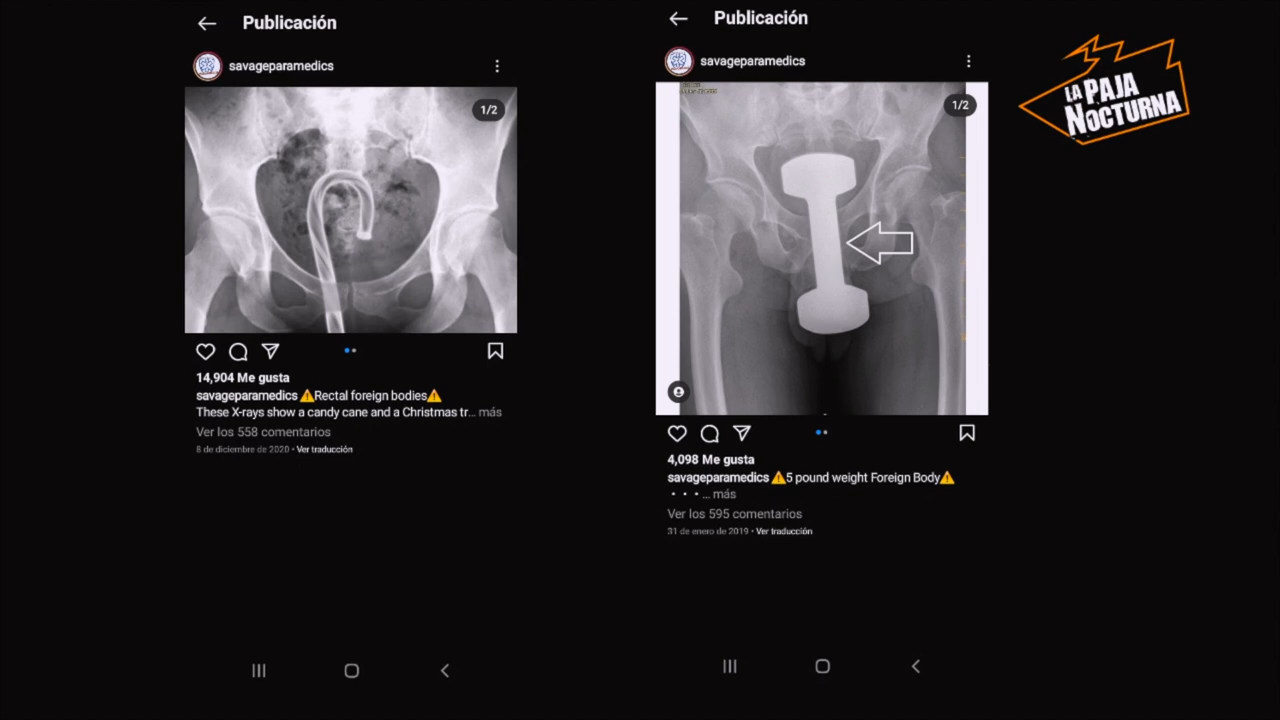 Publicación
savageparamedics
1/2
14,904 Me gusta
savageparamedics ⚠️Rectal foreign bodies⚠️
These X-rays show a candy cane and a Christmas tr... más
Ver los 558 comentarios
8 de diciembre de 2020 • Ver traducción
Publicación
savageparamedics
1/2
4,098 Me gusta
savageparamedics ⚠️5 pound weight Foreign Body⚠️
• • • ... más
Ver los 595 comentarios
31 de enero de 2019 • Ver traducción
LA PAJA
NOCTURNA